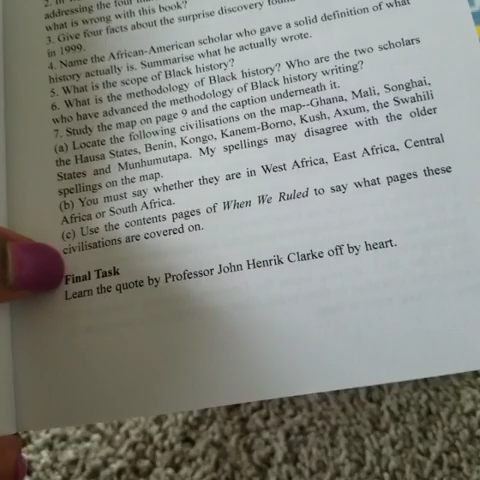 addressing the four
what is wrong with this book?
3. Give four facts about the surprise discovery
in 1999.
4. Name the African-American scholar who gave a solid definition of what
history actually is. Summarise what he actually wrote.
5. What is the scope of Black history?
6. What is the methodology of Black history? Who are the two scholars
who have advanced the methodology of Black history writing?
7. Study the map on page 9 and the caption underneath it.
(a) Locate the following civilisations on the map--Ghana, Mali, Songhai,
the Hausa States, Benin, Kongo, Kanem-Borno, Kush, Axum, the Swahili
States and Munhumutapa. My spellings may disagree with the older
spellings on the map.
(b) You must say whether they are in West Africa, East Africa, Central
Africa or South Africa.
(c) Use the contents pages of When We Ruled to say what pages these
civilisations are covered on.
Final Task
Learn the quote by Professor John Henrik Clarke off by heart.